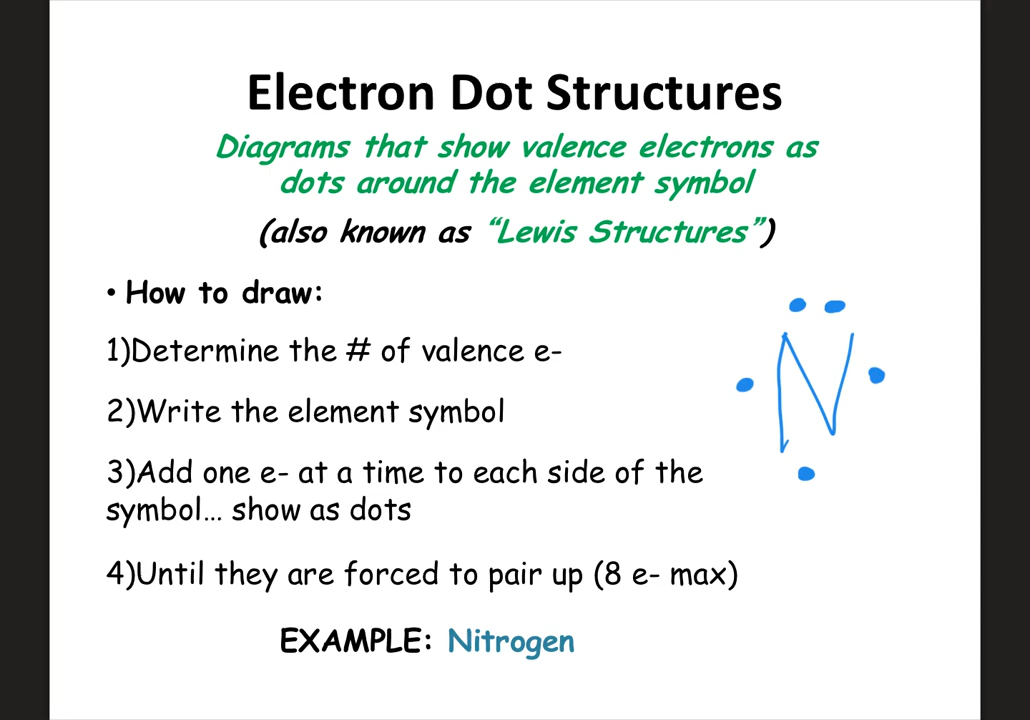 Electron Dot Structures
Diagrams that show valence electrons as
dots around the element symbol
(also known as “Lewis Structures”)
• How to draw:
1)Determine the # of valence e-
2)Write the element symbol
3)Add one e- at a time to each side of the
symbol… show as dots
4)Until they are forced to pair up (8 e- max)
EXAMPLE: Nitrogen
N